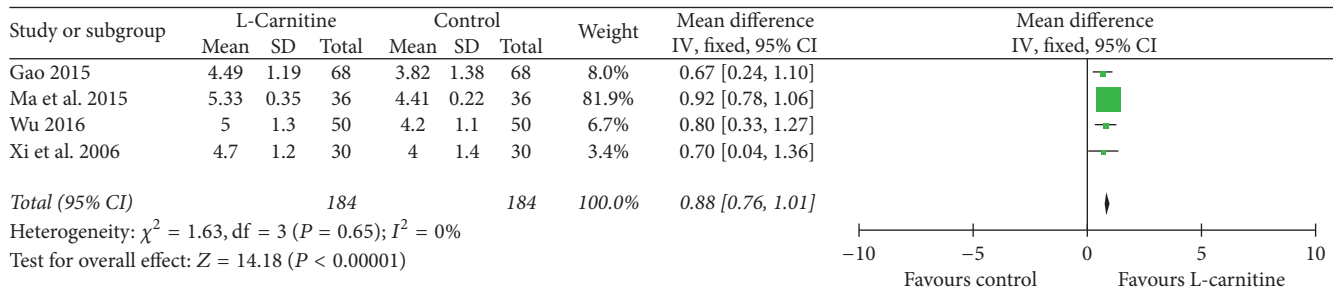 Study or subgroup L-Carnitine Control Weight Mean difference Mean difference
Mean SD Total Mean SD Total IV, fixed, 95% CI IV, fixed, 95% CI
Gao 2015 4.49 1.19 68 3.82 1.38 68 8.0% 0.67 [0.24, 1.10]
Ma et al. 2015 5.33 0.35 36 4.41 0.22 36 81.9% 0.92 [0.78, 1.06]
Wu 2016 5 1.3 50 4.2 1.1 50 6.7% 0.80 [0.33, 1.27]
Xi et al. 2006 4.7 1.2 30 4 1.4 30 3.4% 0.70 [0.04, 1.36]
Total (95% CI) 184 184 100.0% 0.88 [0.76, 1.01]
Heterogeneity: χ² = 1.63, df = 3 (P = 0.65); I² = 0%
Test for overall effect: Z = 14.18 (P < 0.00001)
−10 −5 0 5 10
Favours control Favours L-carnitine